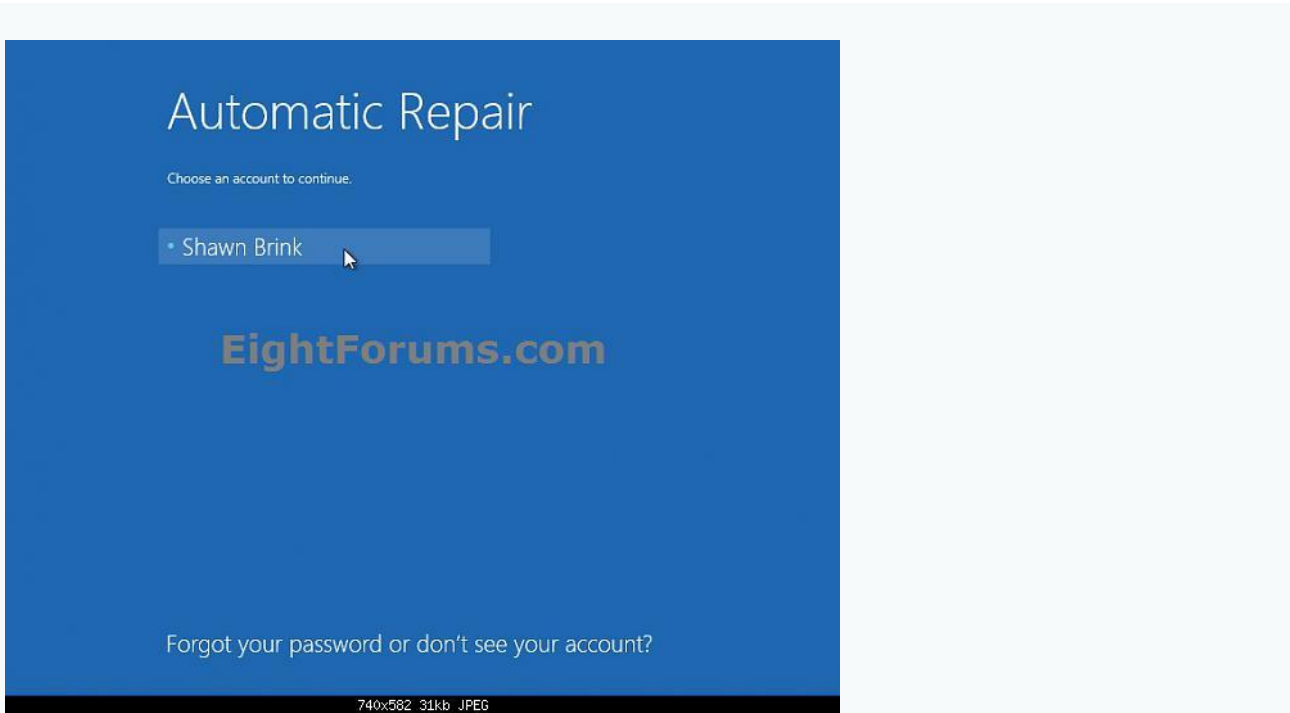 Automatic Repair
Choose an account to continue.
Shawn Brink
EightForums.com
Forgot your password or don't see your account?
740x582 31kb JPEG